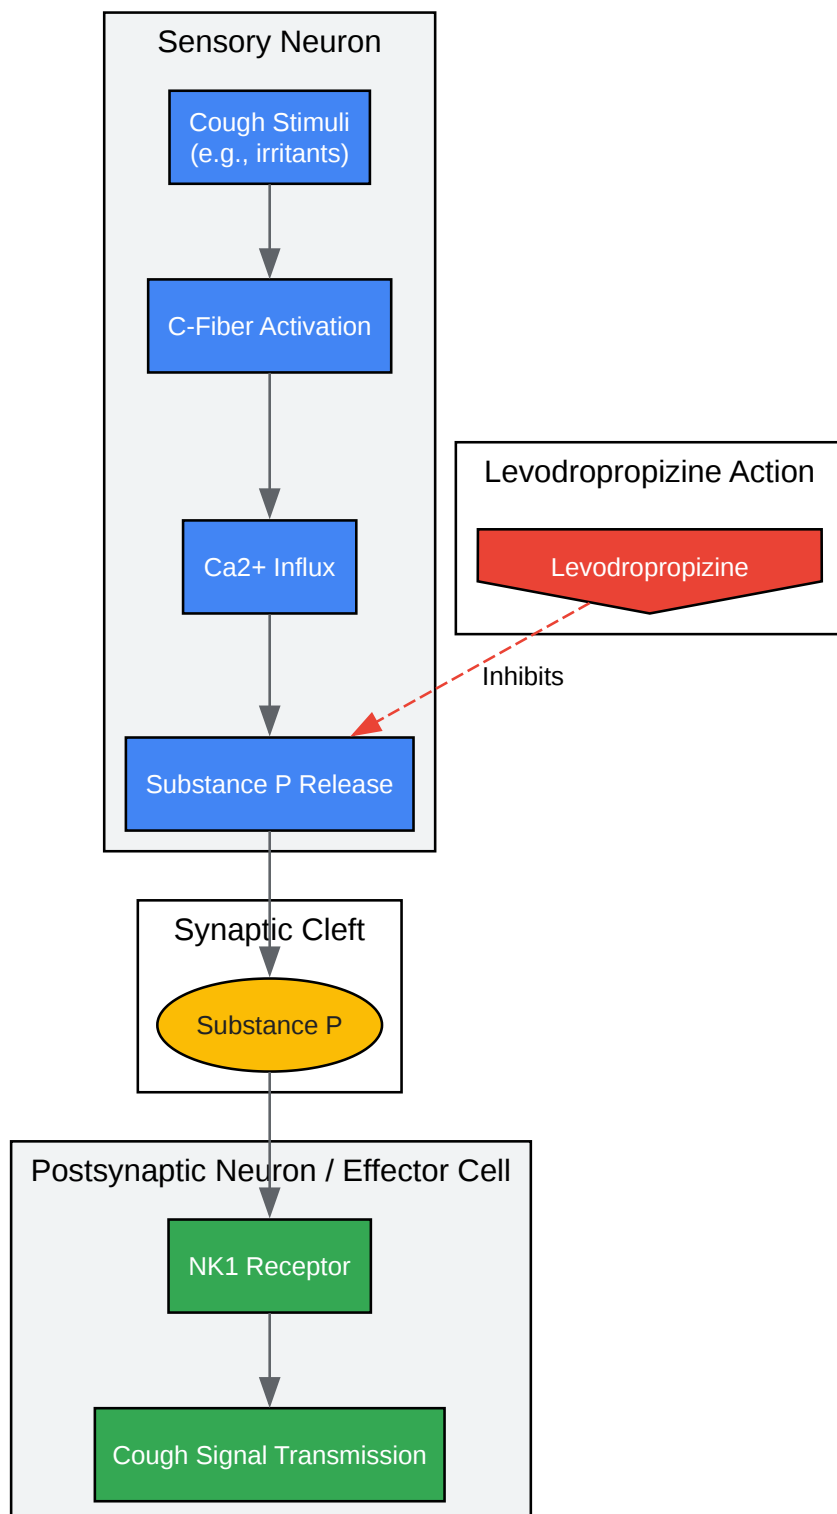 Sensory Neuron
Cough Stimuli
(e.g., irritants)
C-Fiber Activation
Levodropropizine Action
Ca2+ Influx
Levodropropizine
Inhibits
Substance P Release
Synaptic Cleft
Substance P
Postsynaptic Neuron / Effector Cell
NK1 Receptor
Cough Signal Transmission